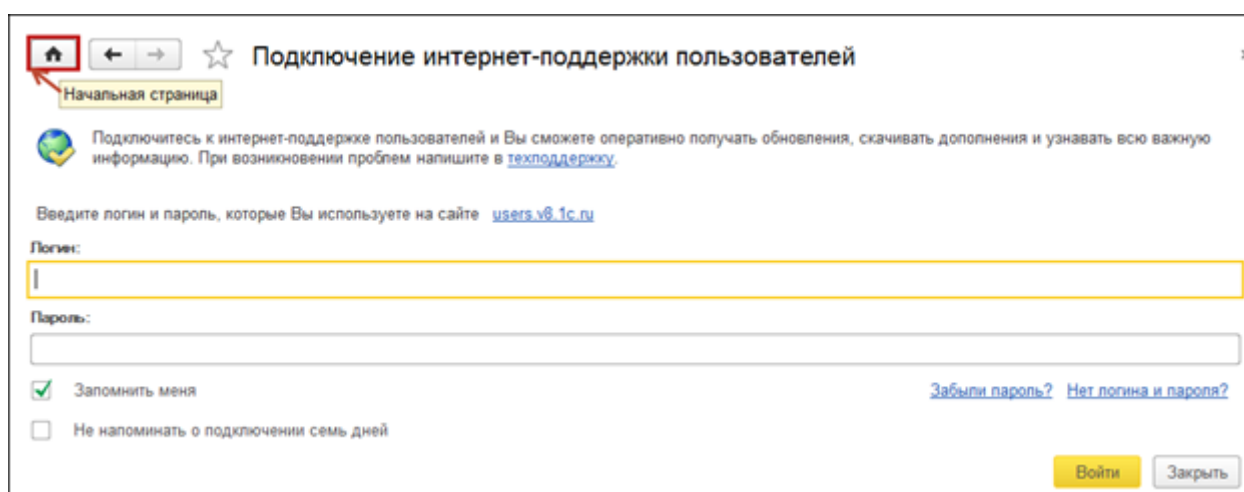 Подключение интернет-поддержки пользователей
Начальная страница
Подключитесь к интернет-поддержке пользователей и Вы сможете оперативно получать обновления, скачивать дополнения и узнавать всю важную
информацию. При возникновении проблем напишите в техподдержку.
Введите логин и пароль, которые Вы используете на сайте users.v8.1c.ru
Логин:
Пароль:
Запомнить меня
Забыли пароль? Нет логина и пароля?
Не напоминать о подключении семь дней
Войти Закрыть